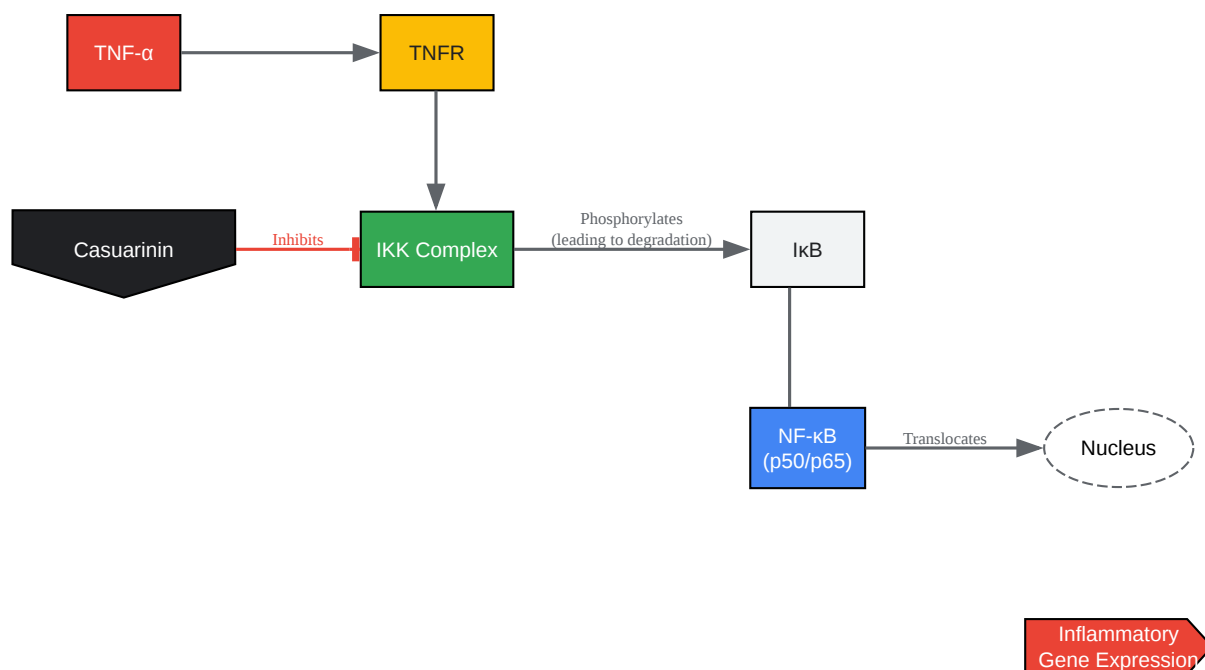 TNF-α
TNFR
Casuarinin
Inhibits
IKK Complex
Phosphorylates
(leading to degradation)
IκB
NF-κB
(p50/p65)
Translocates
Nucleus
Inflammatory
Gene Expression